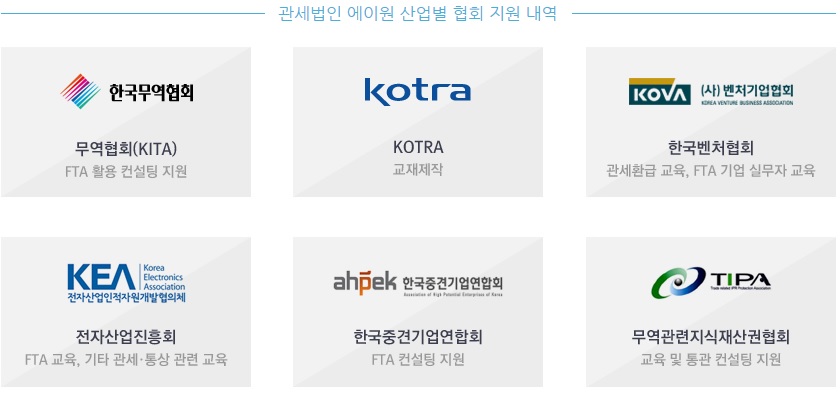 관세법인 에이원 산업별 협회 지원 내역
한국무역협회
무역협회(KITA)
FTA 활용 컨설팅 지원
kotra
KOTRA
교재제작
KOVA (사)벤처기업협회
KOREA VENTURE BUSINESS ASSOCIATION
한국벤처협회
관세환급 교육, FTA 기업 실무자 교육
KEA Korea
Electronics
Association
전자산업인적자원개발협의체
전자산업진흥회
FTA 교육, 기타 관세·통상 관련 교육
ahpek 한국중견기업연합회
Association of High Potential Enterprises of Korea
한국중견기업연합회
FTA 컨설팅 지원
TIPA
Trade related IPR Protection Association
무역관련지식재산권협회
교육 및 통관 컨설팅 지원